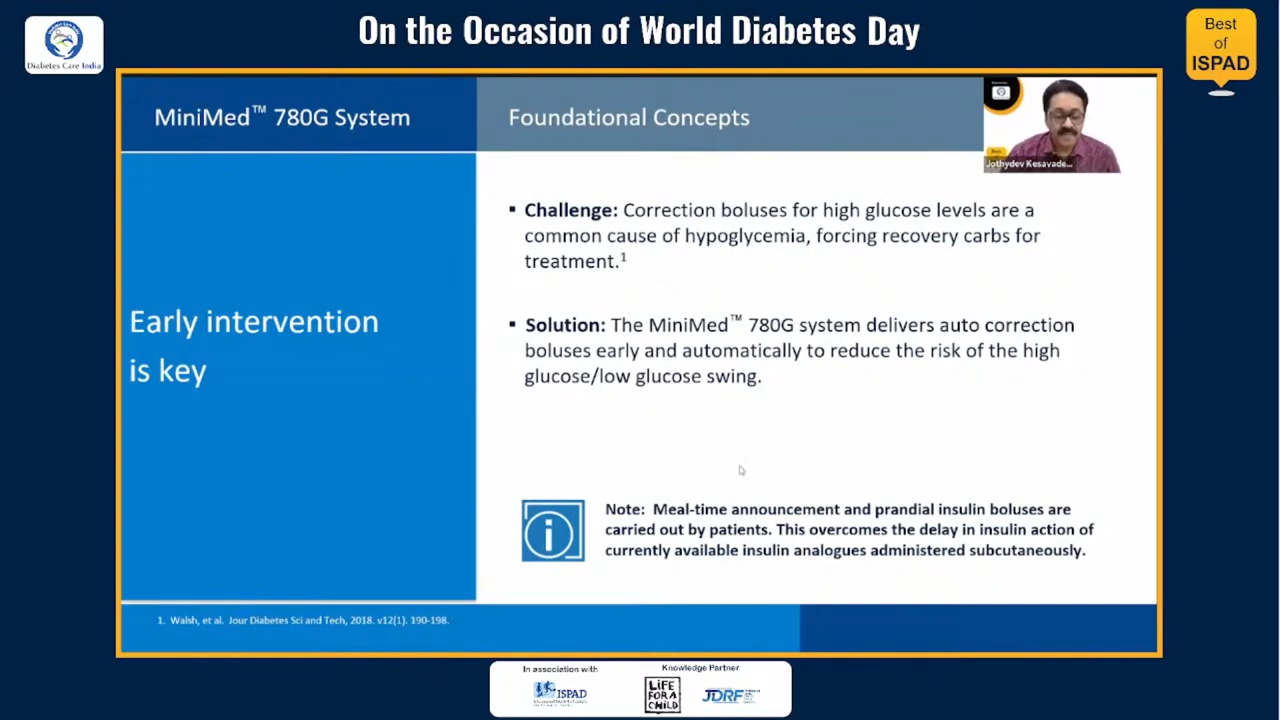 On the Occasion of World Diabetes Day
Diabetes Care India
Best
of
ISPAD
MiniMed™ 780G System
Foundational Concepts
Best
Jothydev Kesavade...
Early intervention
is key
▪ Challenge: Correction boluses for high glucose levels are a
common cause of hypoglycemia, forcing recovery carbs for
treatment.1
▪ Solution: The MiniMed™ 780G system delivers auto correction
boluses early and automatically to reduce the risk of the high
glucose/low glucose swing.
i
Note: Meal-time announcement and prandial insulin boluses are
carried out by patients. This overcomes the delay in insulin action of
currently available insulin analogues administered subcutaneously.
1. Walsh, et al. Jour Diabetes Sci and Tech, 2018. v12(1). 190-198.
In association with
ISPAD
Knowledge Partner
LiFE
FOR A
CHiLD
JDRF